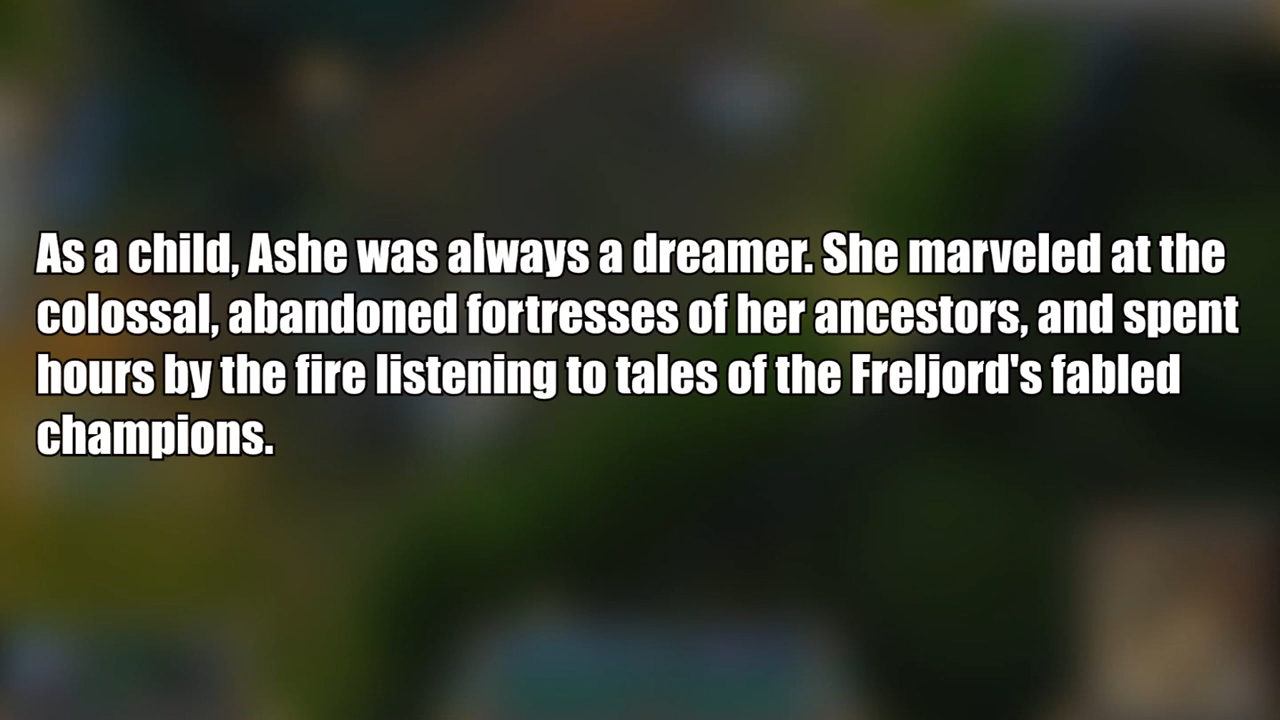 As a child, Ashe was always a dreamer. She marveled at the
colossal, abandoned fortresses of her ancestors, and spent
hours by the fire listening to tales of the Freljord's fabled
champions.